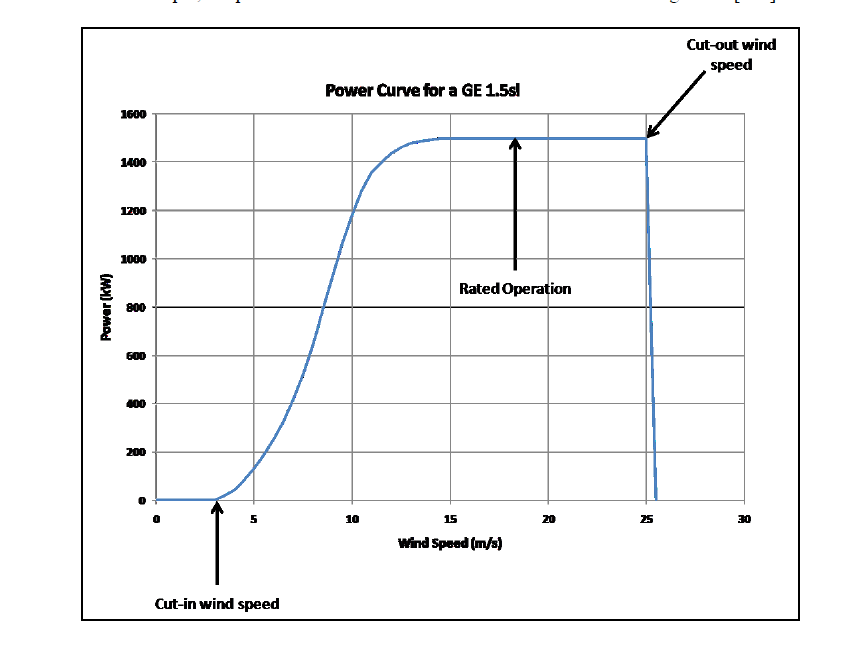 Cut-out wind
speed
Power Curve for a GE 1.5sl
1600
1400
1200
1000
800
600
400
200
0
Power (kW)
Rated Operation
0 5 10 15 20 25 30
Wind Speed (m/s)
Cut-in wind speed